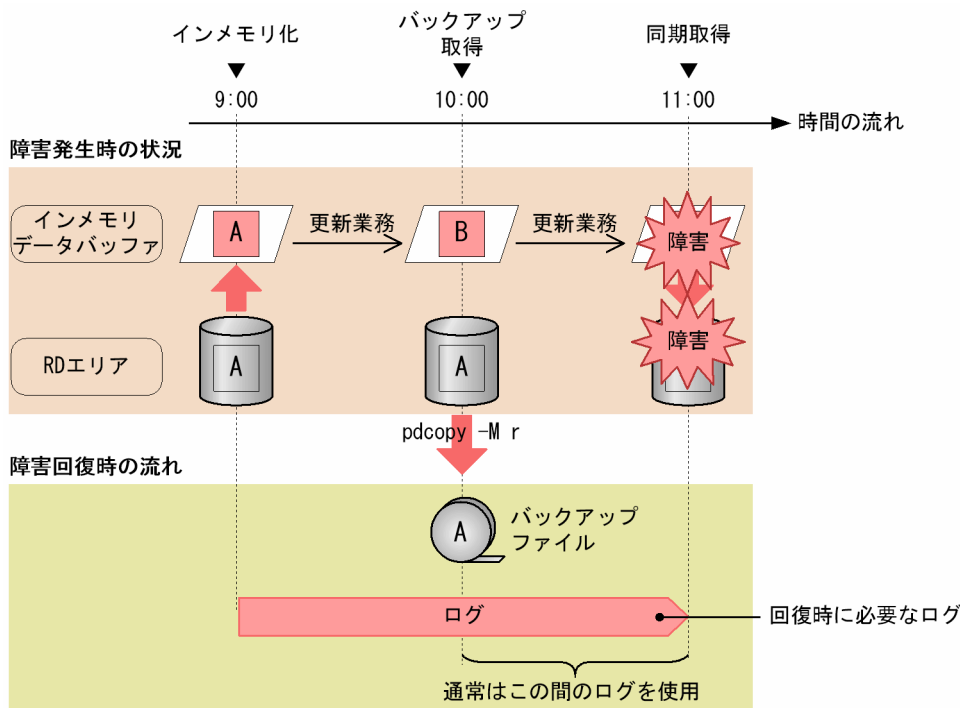 インメモリ化
バックアップ
取得
同期取得
9:00
10:00
11:00
時間の流れ
障害発生時の状況
インメモリ
データバッファ
A
更新業務
B
更新業務
障害
RDエリア
A
A
障害
pdcopy -M r
障害回復時の流れ
A
バックアップ
ファイル
ログ
回復時に必要なログ
通常はこの間のログを使用